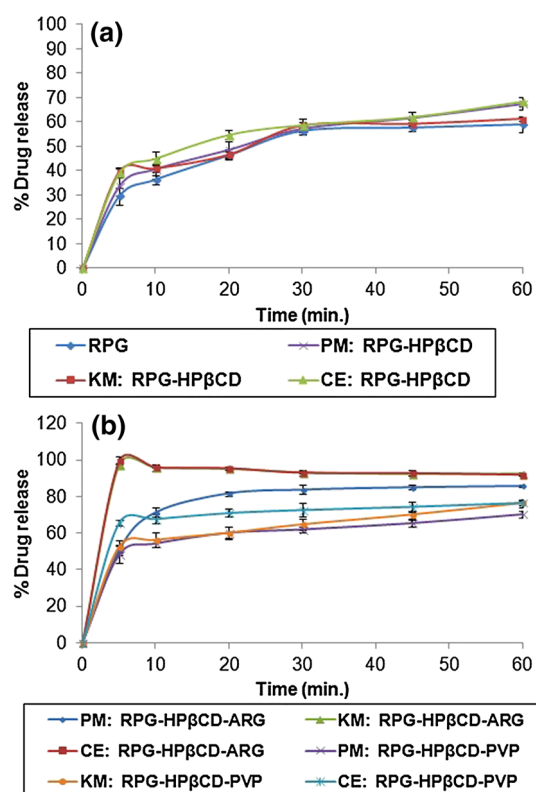 (a)
100
90
80
70
60
50
40
30
20
10
0
% Drug release
0 10 20 30 40 50 60
Time (min.)
RPG PM: RPG-HPβCD
KM: RPG-HPβCD CE: RPG-HPβCD
(b)
120
100
80
60
40
20
0
% Drug release
0 10 20 30 40 50 60
Time (min.)
PM: RPG-HPβCD-ARG KM: RPG-HPβCD-ARG
CE: RPG-HPβCD-ARG PM: RPG-HPβCD-PVP
KM: RPG-HPβCD-PVP CE: RPG-HPβCD-PVP